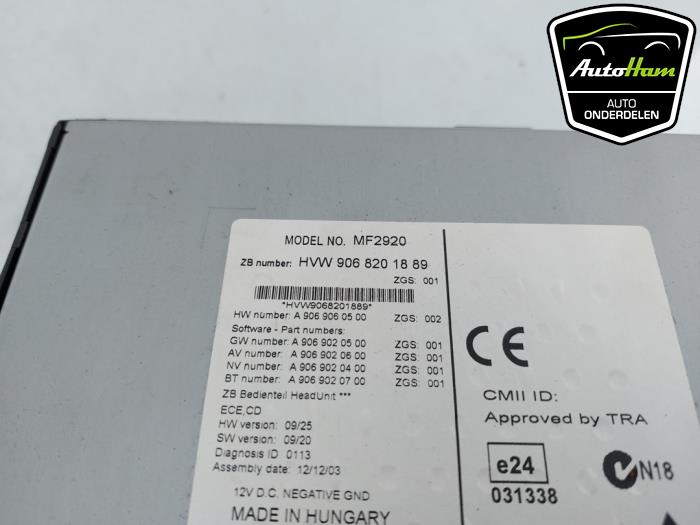 AutoHam
AUTO
ONDERDELEN
MODEL NO. MF2920
ZB number: HVW 906 820 18 89
ZGS: 001
*HVW9068201889*
HW number: A 906 906 05 00 ZGS: 002
Software - Part numbers:
GW number: A 906 902 05 00 ZGS: 001
AV number: A 906 902 06 00 ZGS: 001
NV number: A 906 902 04 00 ZGS: 001
BT number: A 906 902 07 00 ZGS: 001
ZB Bedienteil HeadUnit ***
ECE,CD
HW version: 09/25
SW version: 09/20
Diagnosis ID 0113
Assembly date: 12/12/03
12V D.C. NEGATIVE GND
MADE IN HUNGARY
CE
CMII ID:
Approved by TRA
e24
031338
N18